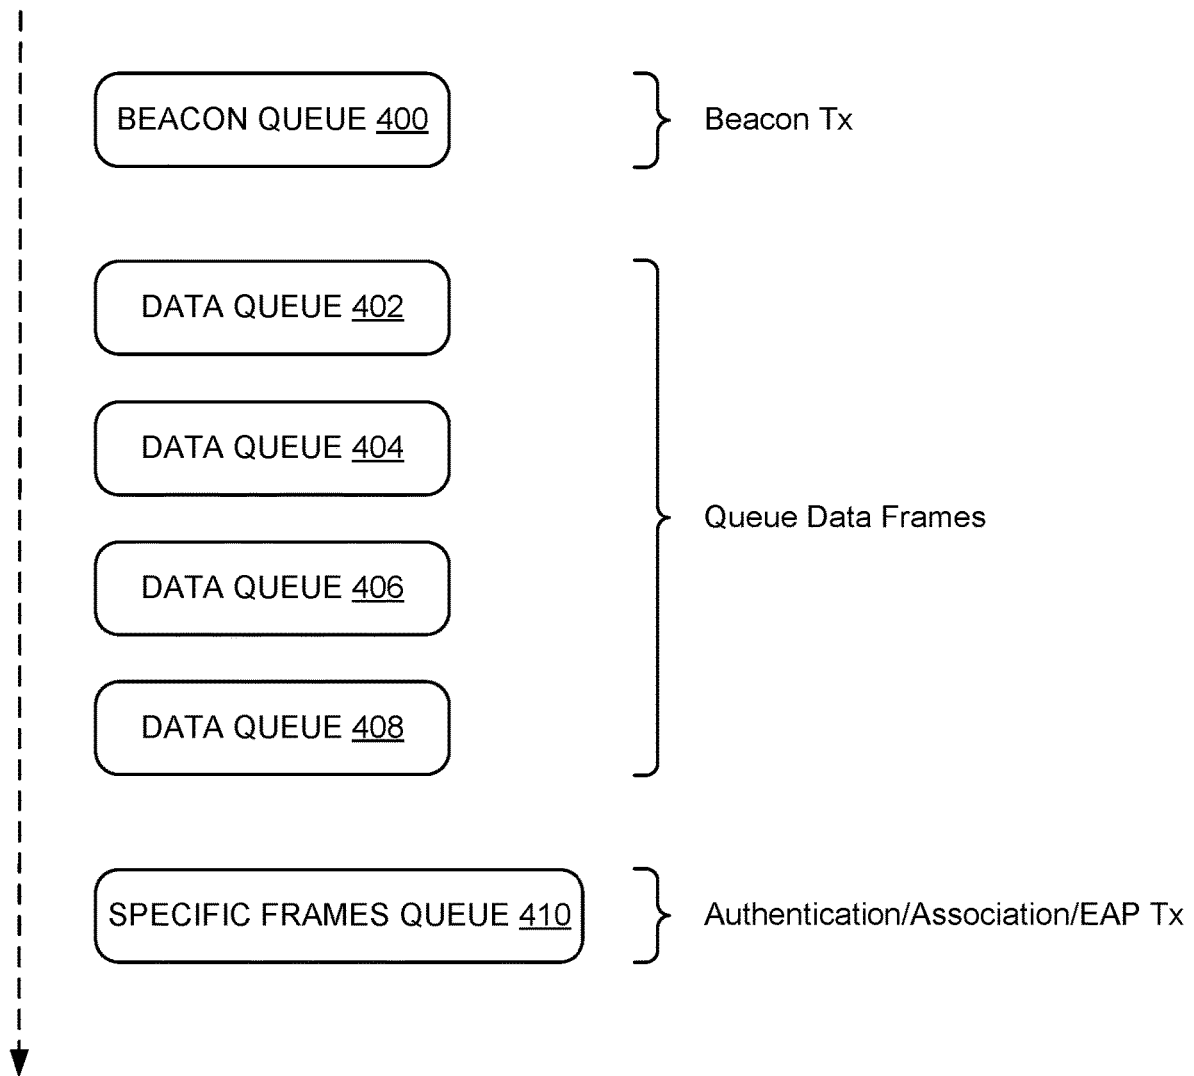 BEACON QUEUE 400
Beacon Tx
DATA QUEUE 402
DATA QUEUE 404
Queue Data Frames
DATA QUEUE 406
DATA QUEUE 408
SPECIFIC FRAMES QUEUE 410
Authentication/Association/EAP Tx